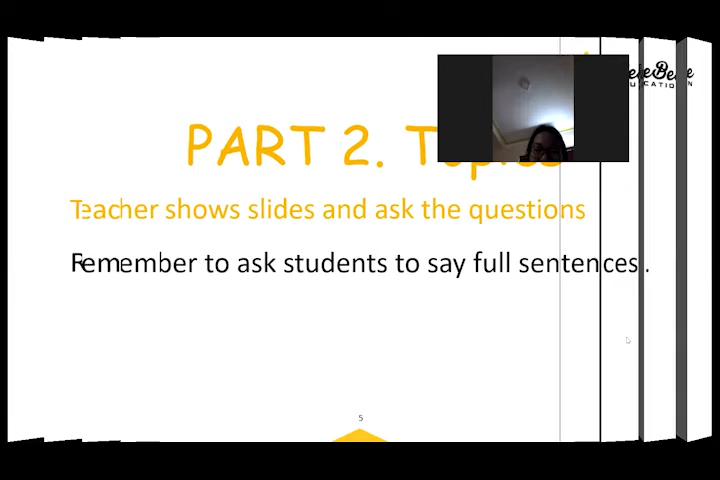 PART 2.
Teacher shows slides and ask the questions
Remember to ask students to say full sentences.
5